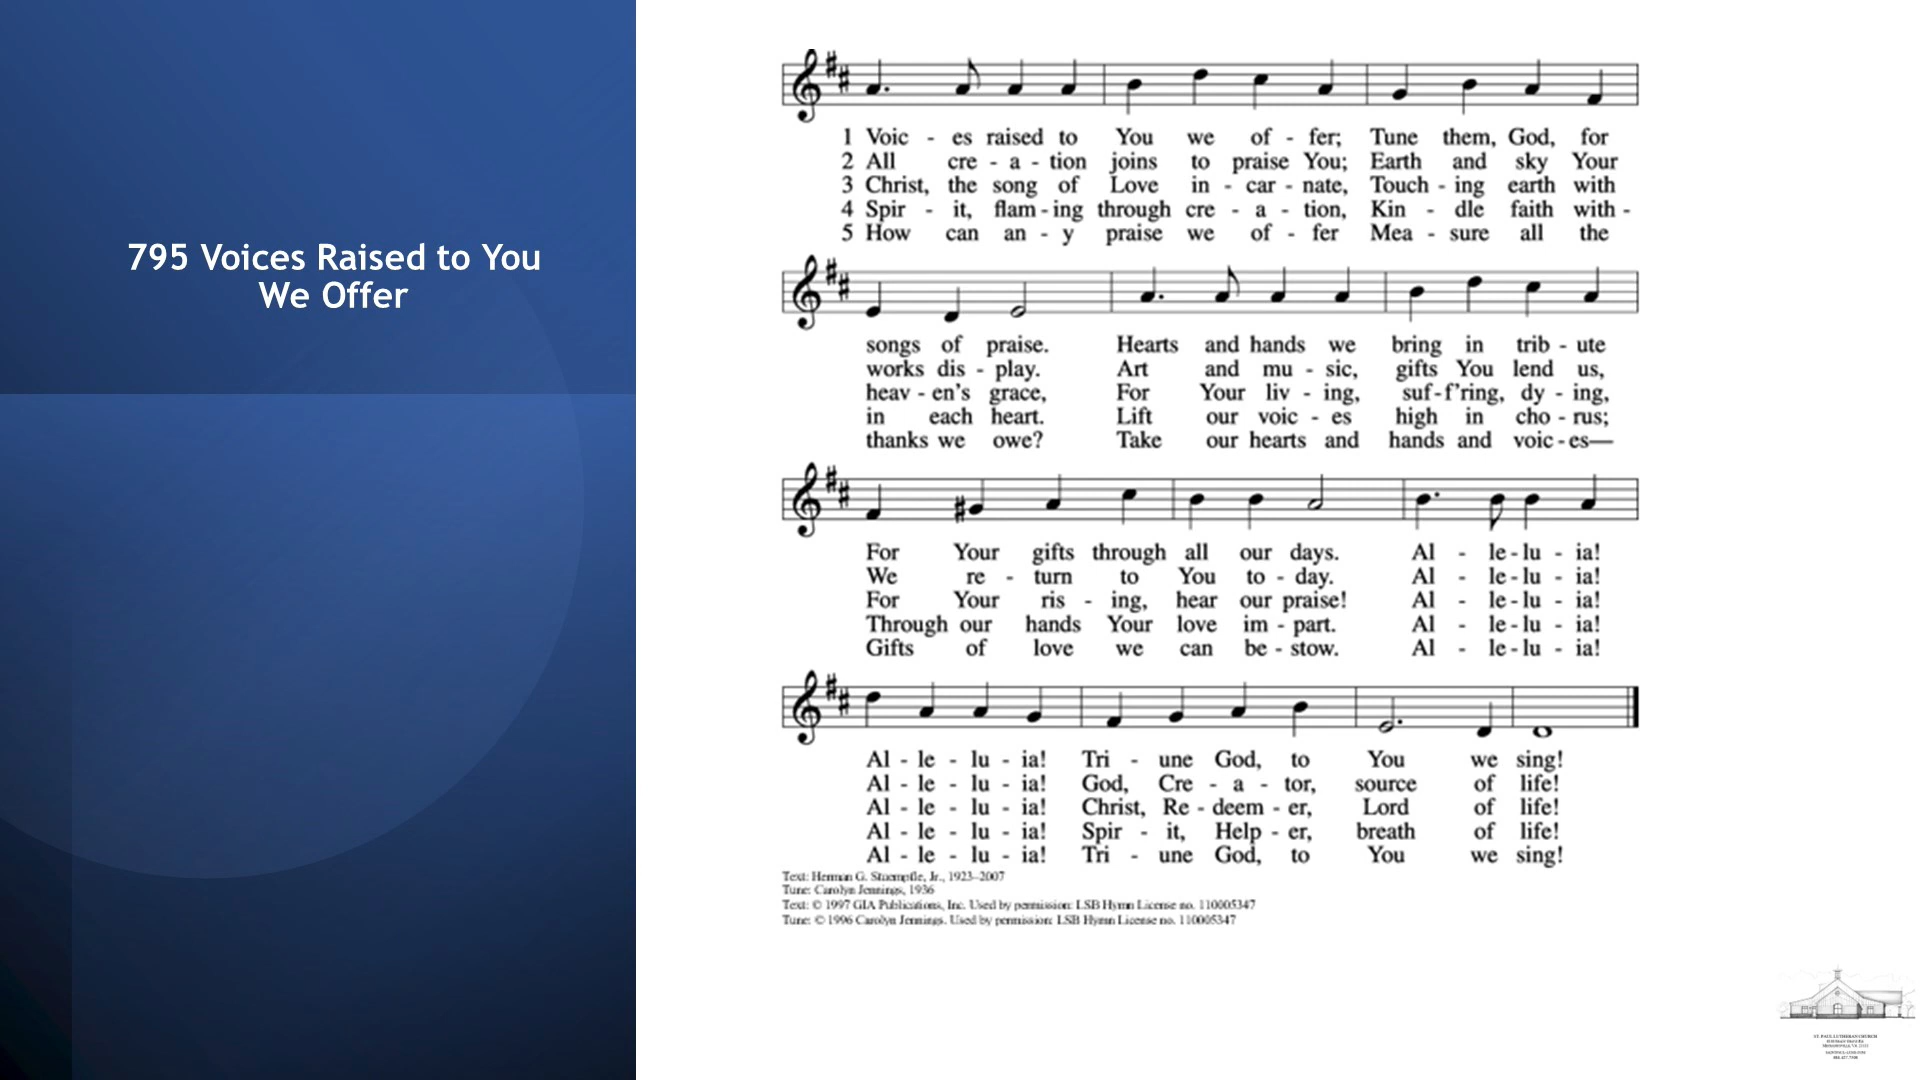 795 Voices Raised to You
We Offer
1 Voic - es raised to You we of - fer; Tune them, God, for
2 All cre - a - tion joins to praise You; Earth and sky Your
3 Christ, the song of Love in - car - nate, Touch - ing earth with
4 Spir - it, flam - ing through cre - a - tion, Kin - dle faith with -
5 How can an - y praise we of - fer Mea - sure all the
songs of praise. Hearts and hands we bring in trib - ute
works dis - play. Art and mu - sic, gifts You lend us,
heav - en's grace, For Your liv - ing, suf - f'ring, dy - ing,
in each heart. Lift our voic - es high in cho - rus;
thanks we owe? Take our hearts and hands and voic - es—
For Your gifts through all our days. Al - le - lu - ia!
We re - turn to You to - day. Al - le - lu - ia!
For Your ris - ing, hear our praise! Al - le - lu - ia!
Through our hands Your love im - part. Al - le - lu - ia!
Gifts of love we can be - stow. Al - le - lu - ia!
Al - le - lu - ia! Tri - une God, to You we sing!
Al - le - lu - ia! God, Cre - a - tor, source of life!
Al - le - lu - ia! Christ, Re - deem - er, Lord of life!
Al - le - lu - ia! Spir - it, Help - er, breath of life!
Al - le - lu - ia! Tri - une God, to You we sing!
Text: Herman G. Stuempfle, Jr., 1923–2007
Tune: Carolyn Jennings, 1936
Text: © 1997 GIA Publications, Inc. Used by permission: LSB Hymn License no. 110005347
Tune: © 1996 Carolyn Jennings. Used by permission: LSB Hymn License no. 110005347
ST. PAUL LUTHERAN CHURCH